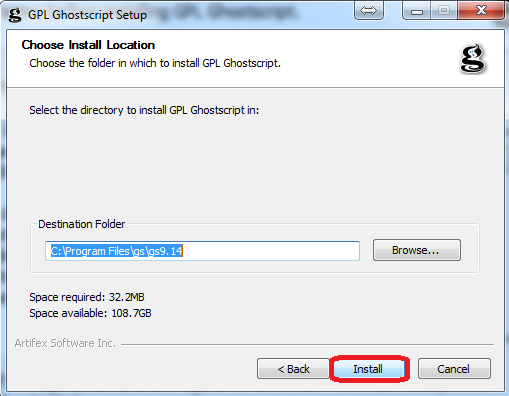 GPL Ghostscript Setup
Choose Install Location
Choose the folder in which to install GPL Ghostscript.
Select the directory to install GPL Ghostscript in:
Destination Folder
C:\Program Files\gs\gs9.14
Browse...
Space required: 32.2MB
Space available: 108.7GB
Artifex Software Inc.
< Back
Install
Cancel